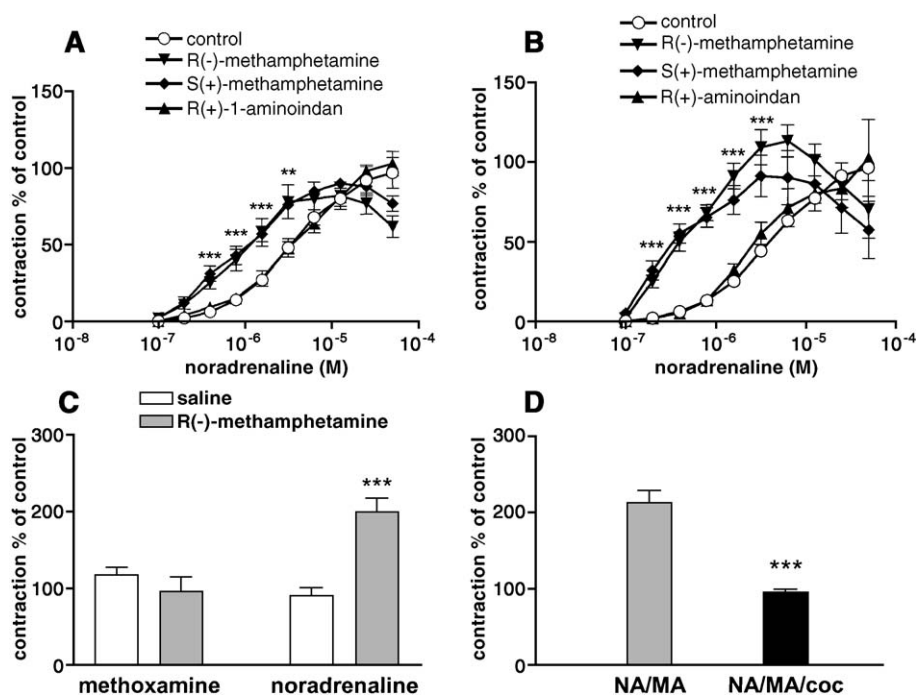 A
control
R(-)-methamphetamine
S(+)-methamphetamine
R(+)-1-aminoindan
contraction % of control
150
100
50
0
***
***
***
**
10-8
10-7
10-6
10-5
10-4
noradrenaline (M)
B
control
R(-)-methamphetamine
S(+)-methamphetamine
R(+)-aminoindan
contraction % of control
150
100
50
0
***
***
***
***
***
10-8
10-7
10-6
10-5
10-4
noradrenaline (M)
C
saline
R(-)-methamphetamine
contraction % of control
300
200
100
0
***
methoxamine
noradrenaline
D
contraction % of control
300
200
100
0
***
NA/MA
NA/MA/coc